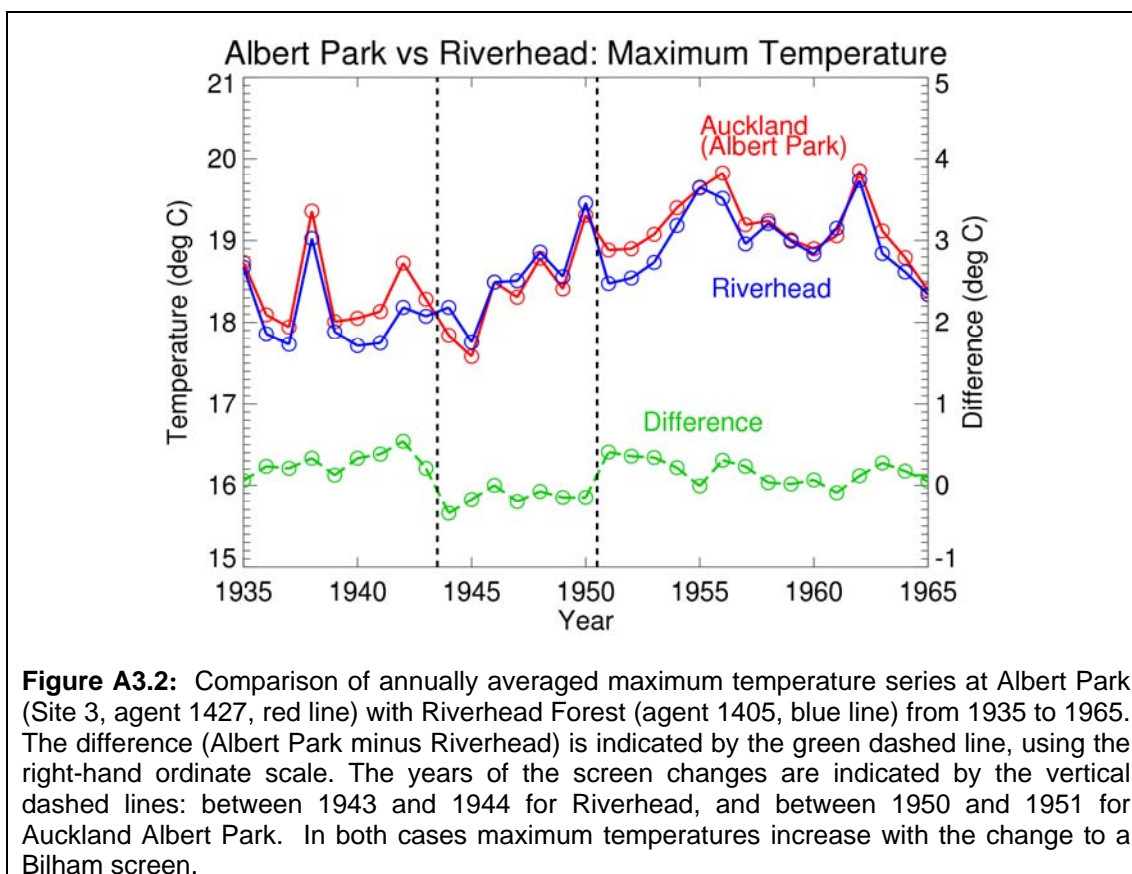 Albert Park vs Riverhead: Maximum Temperature
21
20
19
18
17
16
15
Temperature (deg C)
5
4
3
2
1
0
-1
Difference (deg C)
Auckland
(Albert Park)
Riverhead
Difference
1935
1940
1945
1950
1955
1960
1965
Year
Figure A3.2: Comparison of annually averaged maximum temperature series at Albert Park
(Site 3, agent 1427, red line) with Riverhead Forest (agent 1405, blue line) from 1935 to 1965.
The difference (Albert Park minus Riverhead) is indicated by the green dashed line, using the
right-hand ordinate scale. The years of the screen changes are indicated by the vertical
dashed lines: between 1943 and 1944 for Riverhead, and between 1950 and 1951 for
Auckland Albert Park. In both cases maximum temperatures increase with the change to a
Bilham screen.